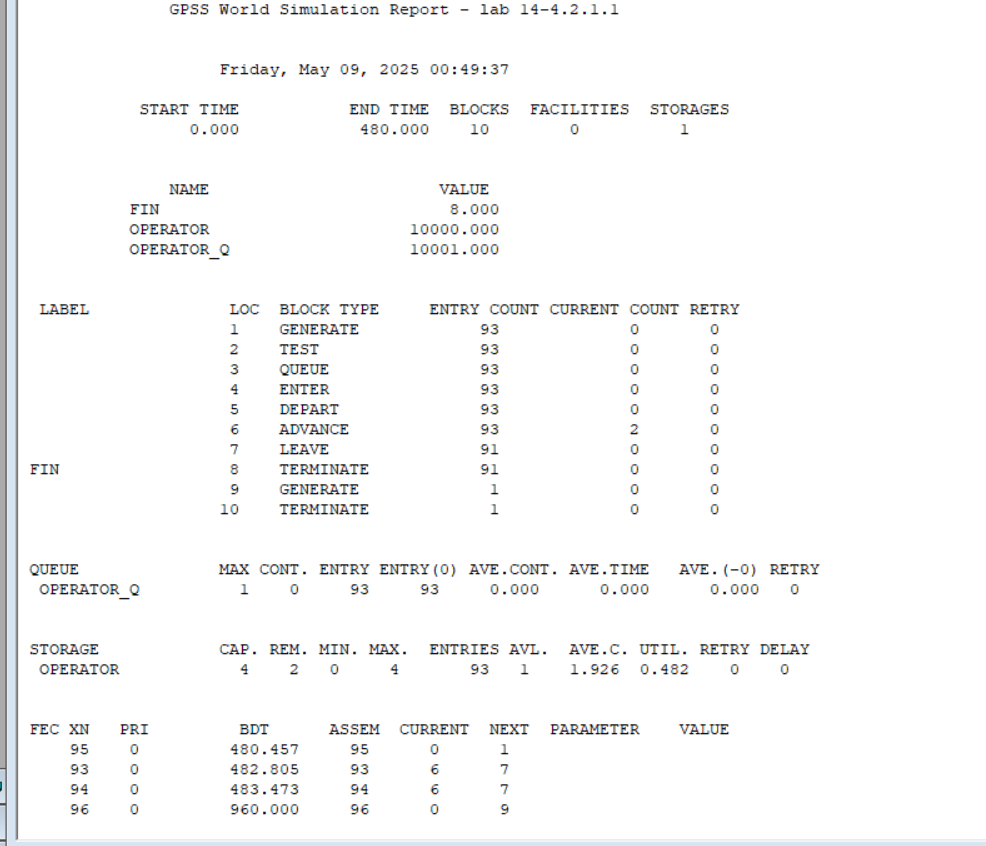 GPSS World Simulation Report - lab 14-4.2.1.1
Friday, May 09, 2025 00:49:37
START TIME END TIME BLOCKS FACILITIES STORAGES
0.000 480.000 10 0 1
NAME VALUE
FIN 8.000
OPERATOR 10000.000
OPERATOR_Q 10001.000
LABEL LOC BLOCK TYPE ENTRY COUNT CURRENT COUNT RETRY
1 GENERATE 93 0 0
2 TEST 93 0 0
3 QUEUE 93 0 0
4 ENTER 93 0 0
5 DEPART 93 0 0
6 ADVANCE 93 2 0
7 LEAVE 91 0 0
FIN 8 TERMINATE 91 0 0
9 GENERATE 1 0 0
10 TERMINATE 1 0 0
QUEUE MAX CONT. ENTRY ENTRY(0) AVE.CONT. AVE.TIME AVE.(-0) RETRY
OPERATOR_Q 1 0 93 93 0.000 0.000 0.000 0
STORAGE CAP. REM. MIN. MAX. ENTRIES AVL. AVE.C. UTIL. RETRY DELAY
OPERATOR 4 2 0 4 93 1 1.926 0.482 0 0
FEC XN PRI BDT ASSEM CURRENT NEXT PARAMETER VALUE
95 0 480.457 95 0 1
93 0 482.805 93 6 7
94 0 483.473 94 6 7
96 0 960.000 96 0 9